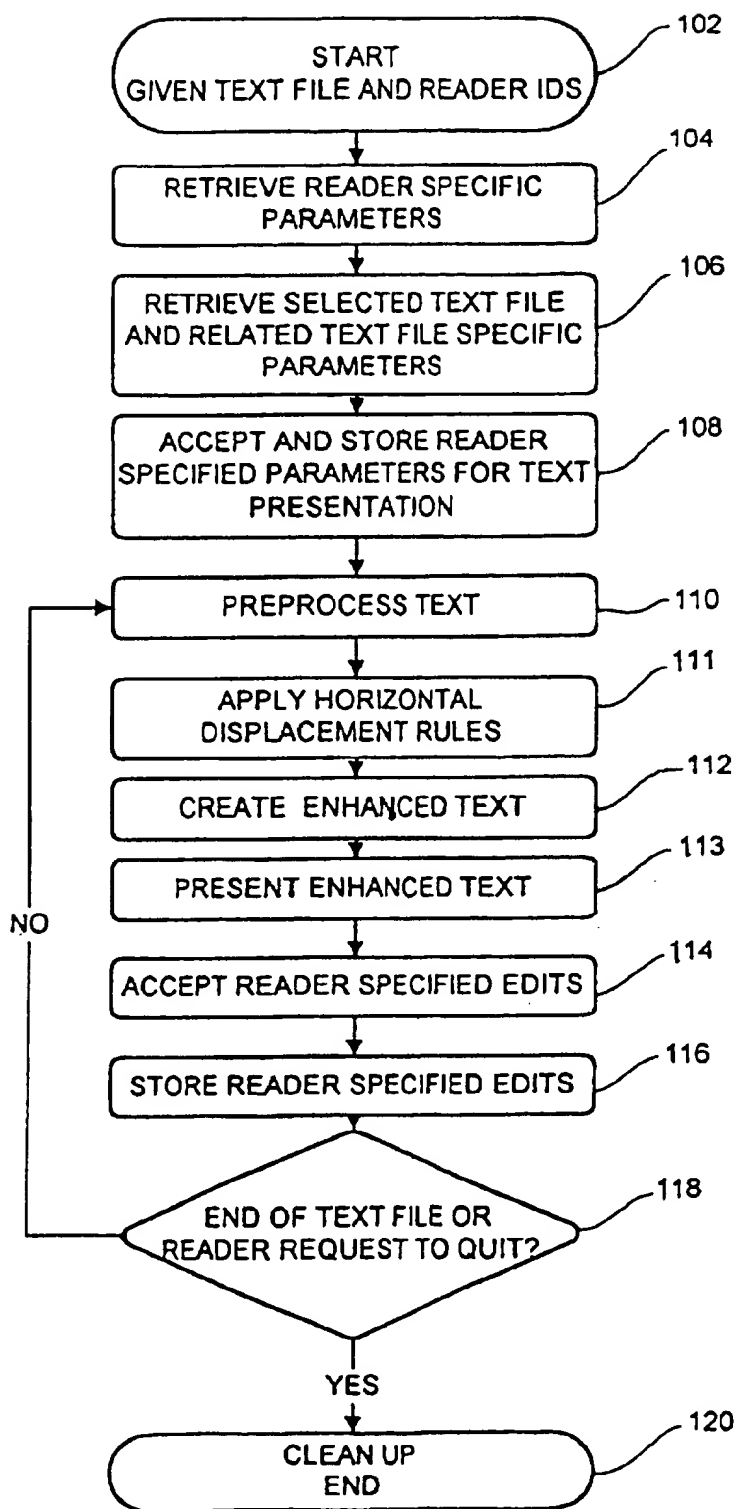 102
START
GIVEN TEXT FILE AND READER IDS
104
RETRIEVE READER SPECIFIC
PARAMETERS
106
RETRIEVE SELECTED TEXT FILE
AND RELATED TEXT FILE SPECIFIC
PARAMETERS
108
ACCEPT AND STORE READER
SPECIFIED PARAMETERS FOR TEXT
PRESENTATION
PREPROCESS TEXT
110
111
APPLY HORIZONTAL
DISPLACEMENT RULES
112
CREATE ENHANCED TEXT
113
PRESENT ENHANCED TEXT
NO
114
ACCEPT READER SPECIFIED EDITS
116
STORE READER SPECIFIED EDITS
118
END OF TEXT FILE OR
READER REQUEST TO QUIT?
YES
120
CLEAN UP
END